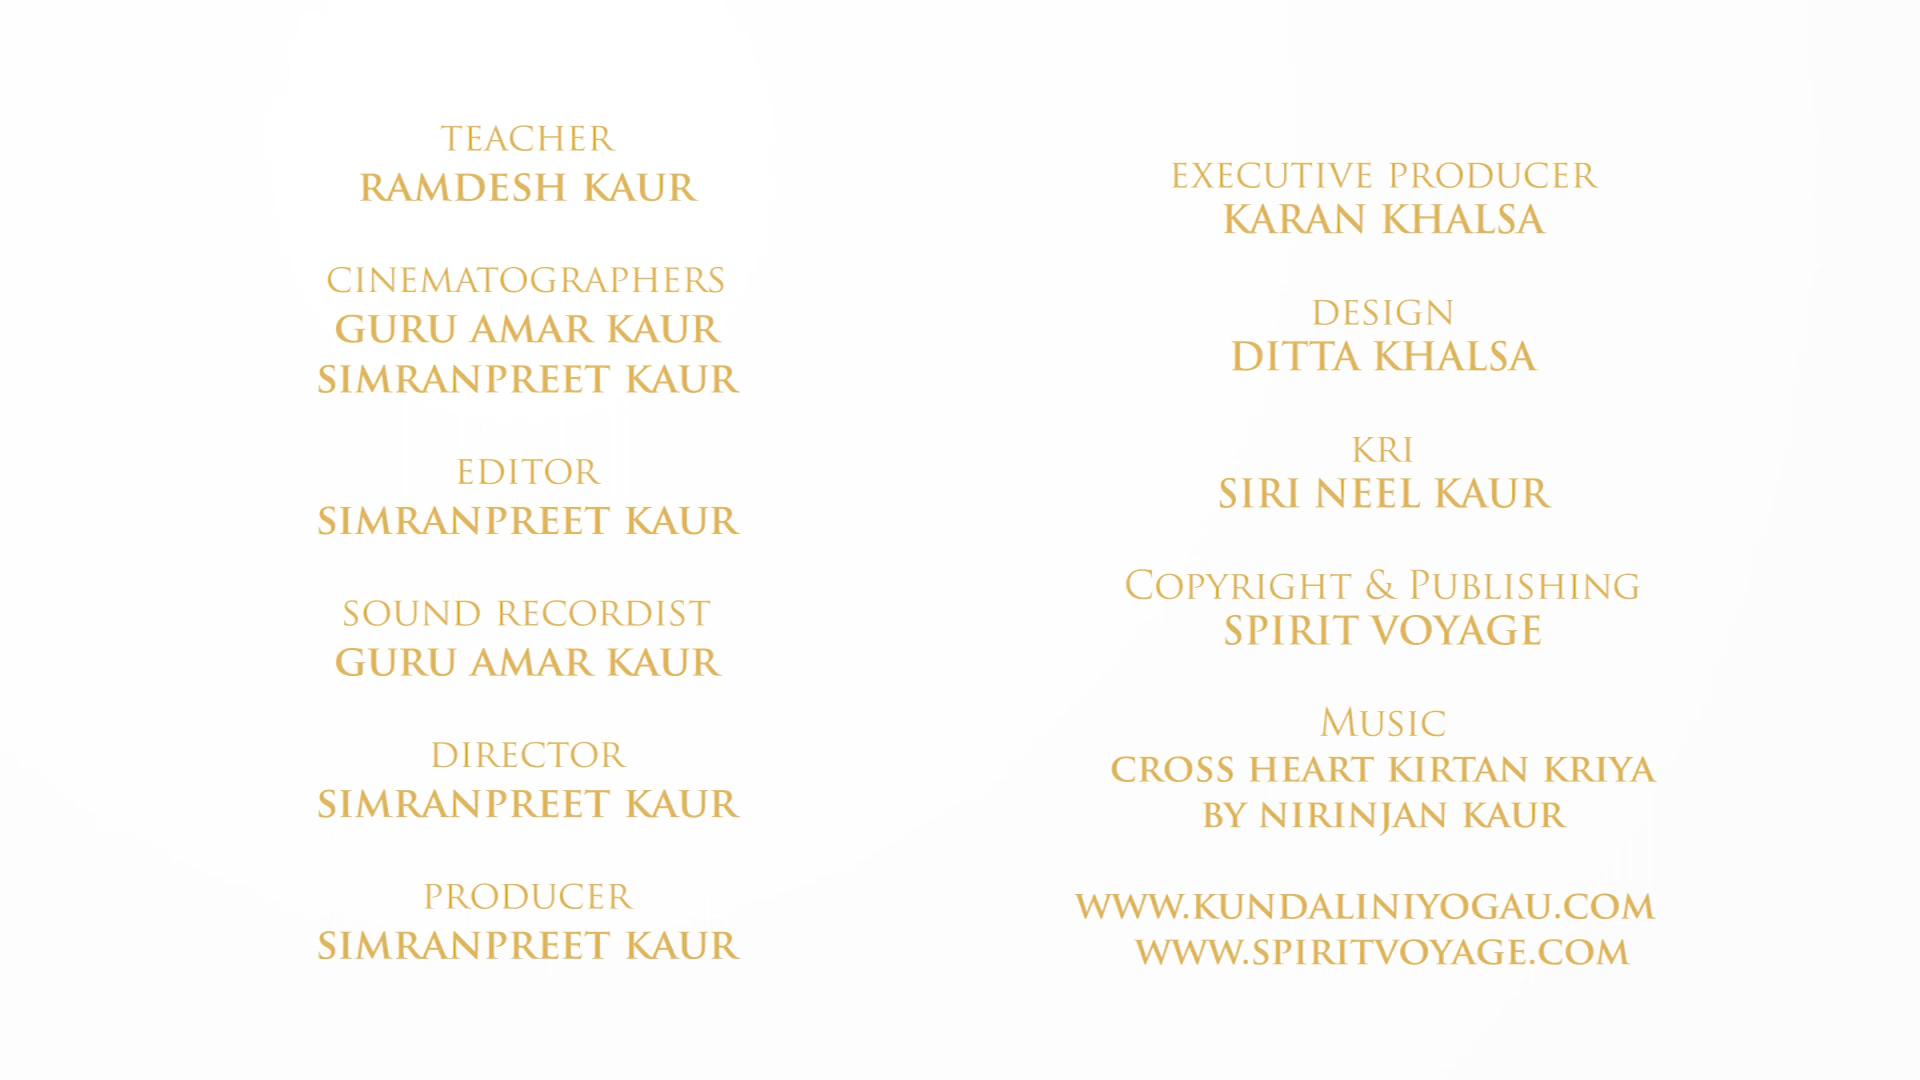 TEACHER
RAMDESH KAUR
CINEMATOGRAPHERS
GURU AMAR KAUR
SIMRANPREET KAUR
EDITOR
SIMRANPREET KAUR
SOUND RECORDIST
GURU AMAR KAUR
DIRECTOR
SIMRANPREET KAUR
PRODUCER
SIMRANPREET KAUR
EXECUTIVE PRODUCER
KARAN KHALSA
DESIGN
DITTA KHALSA
KRI
SIRI NEEL KAUR
COPYRIGHT & PUBLISHING
SPIRIT VOYAGE
MUSIC
CROSS HEART KIRTAN KRIYA
BY NIRINJAN KAUR
WWW.KUNDALINIYOGAU.COM
WWW.SPIRITVOYAGE.COM